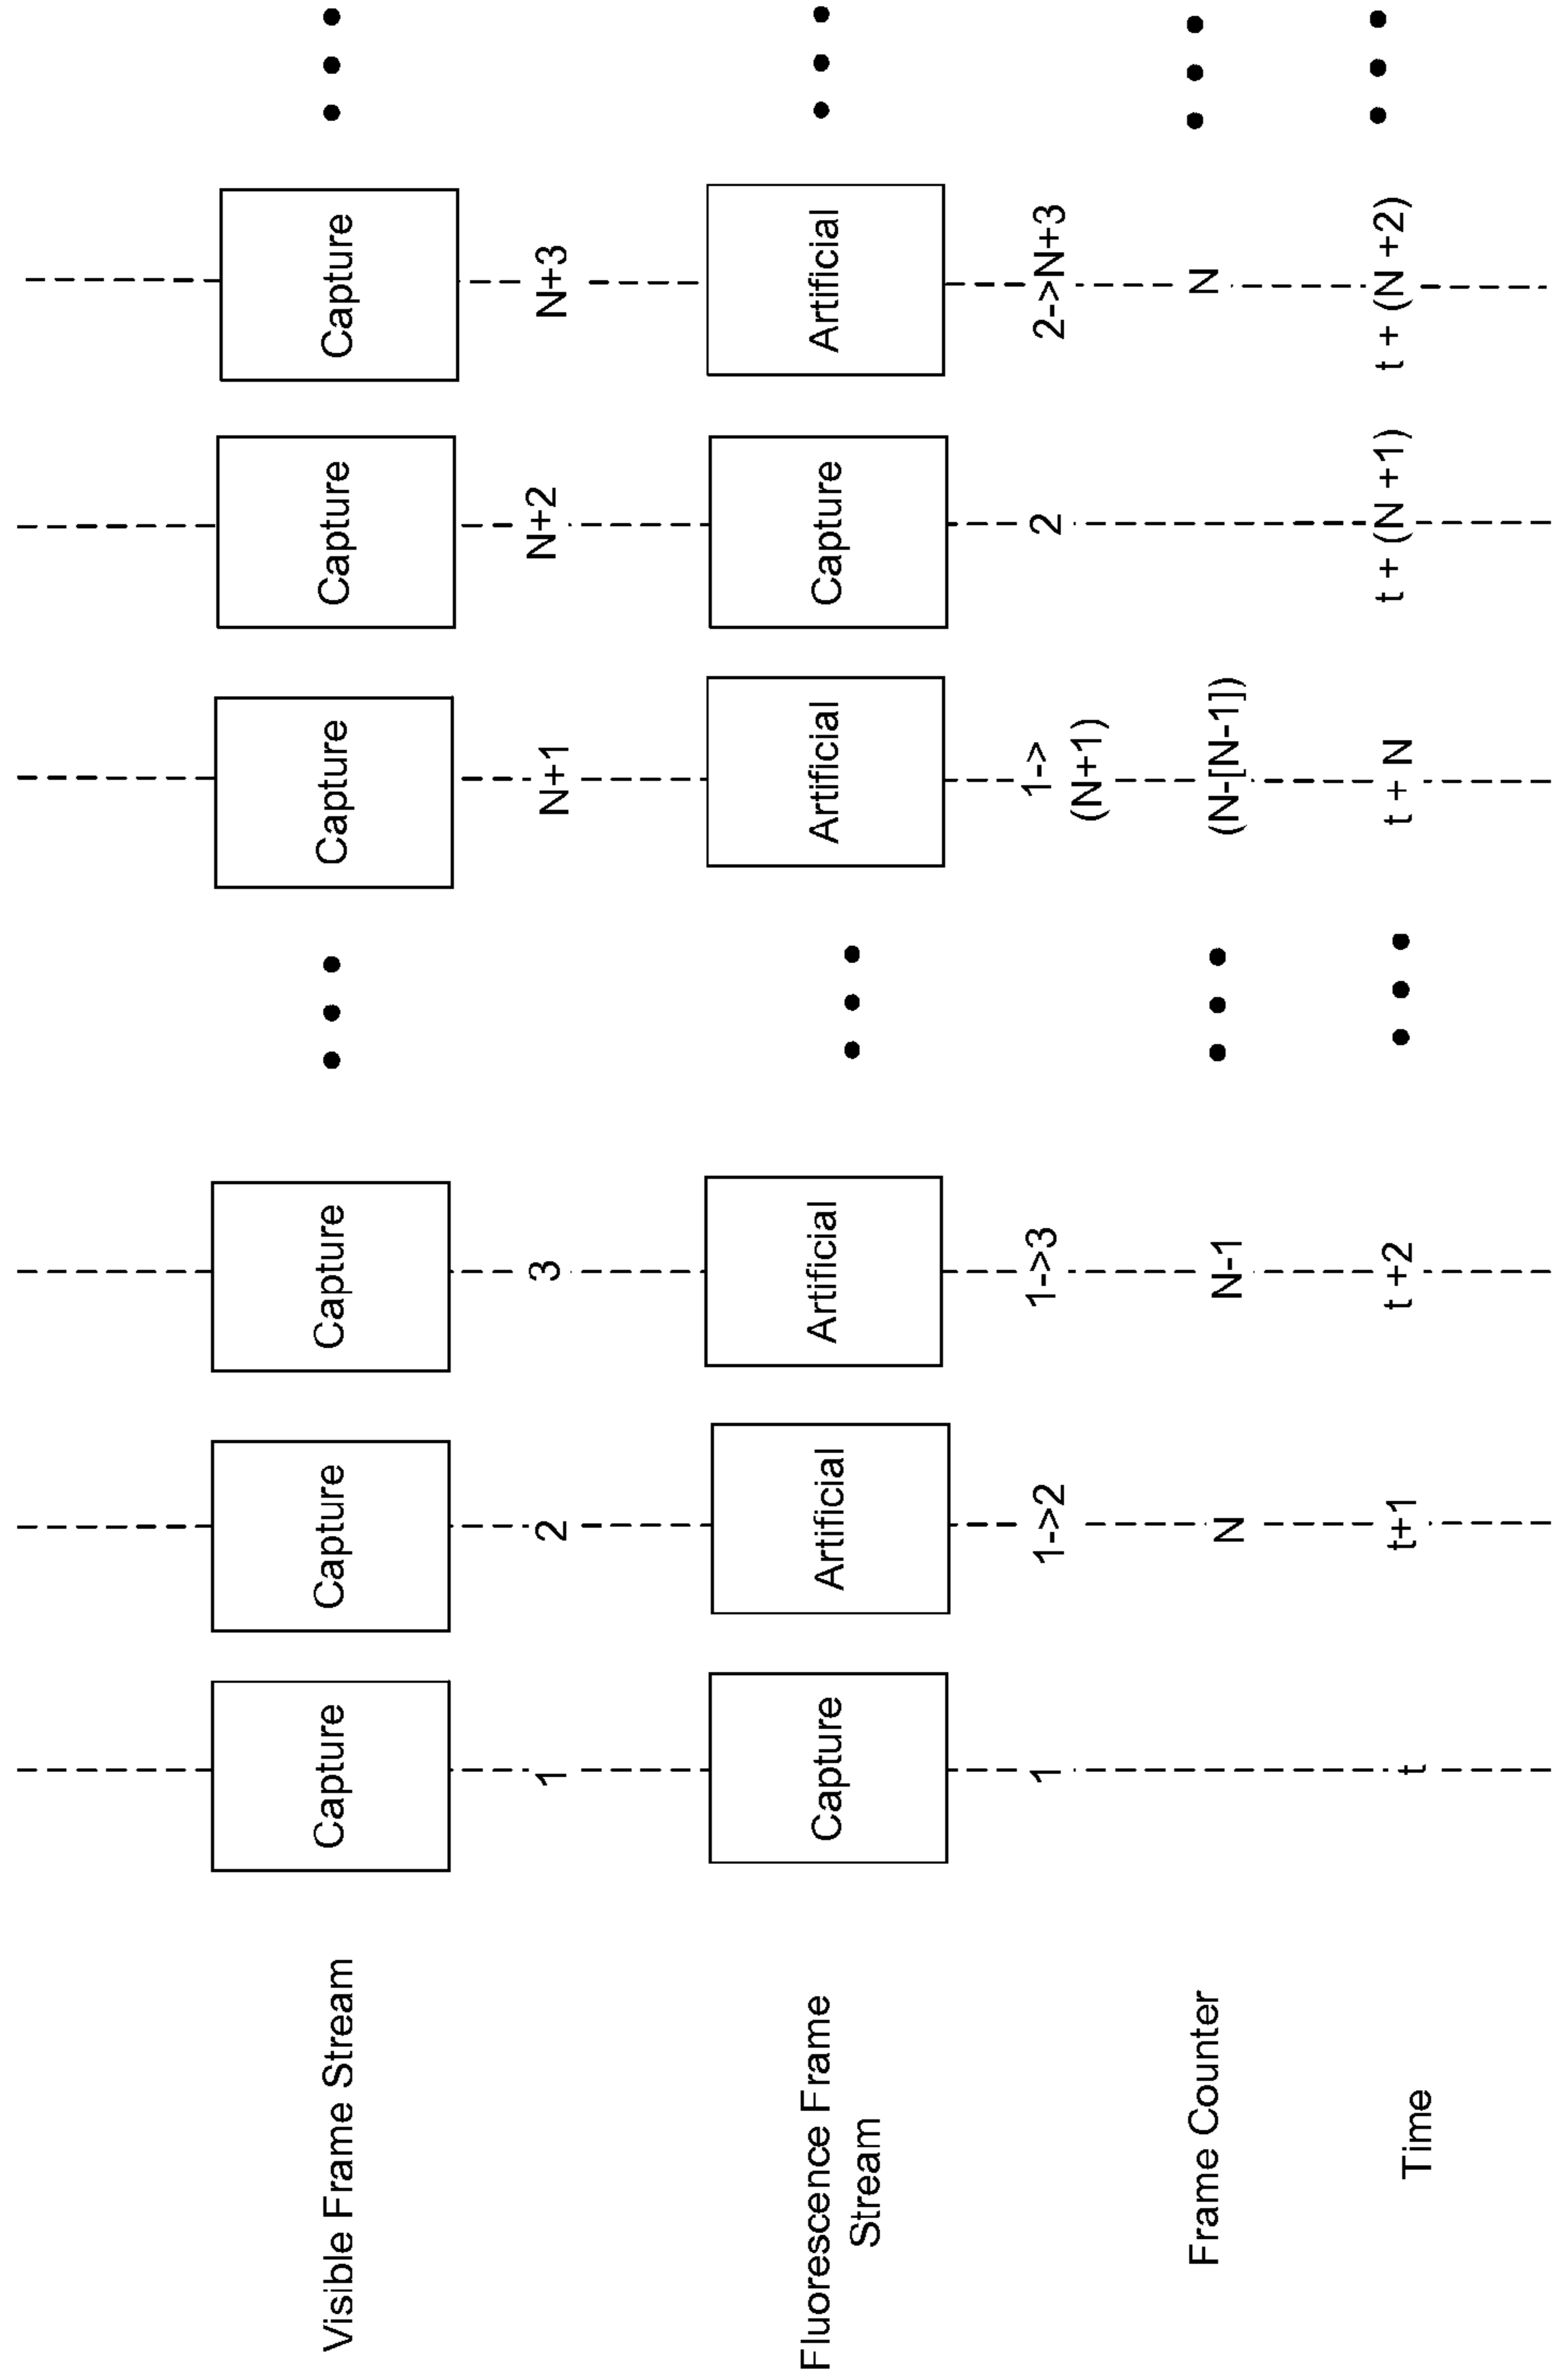 Visible Frame Stream
Capture
Capture
Capture
Capture
Capture
Capture
1
2
3
N+1
N+2
N+3
Fluorescence Frame
Stream
Capture
Artificial
Artificial
Artificial
Capture
Artificial
1
1->2
1->3
1->
(N+1)
2
2->N+3
Frame Counter
N
N-1
(N-[N-1])
N
Time
t
t+1
t +2
t + N
t + (N +1)
t + (N +2)